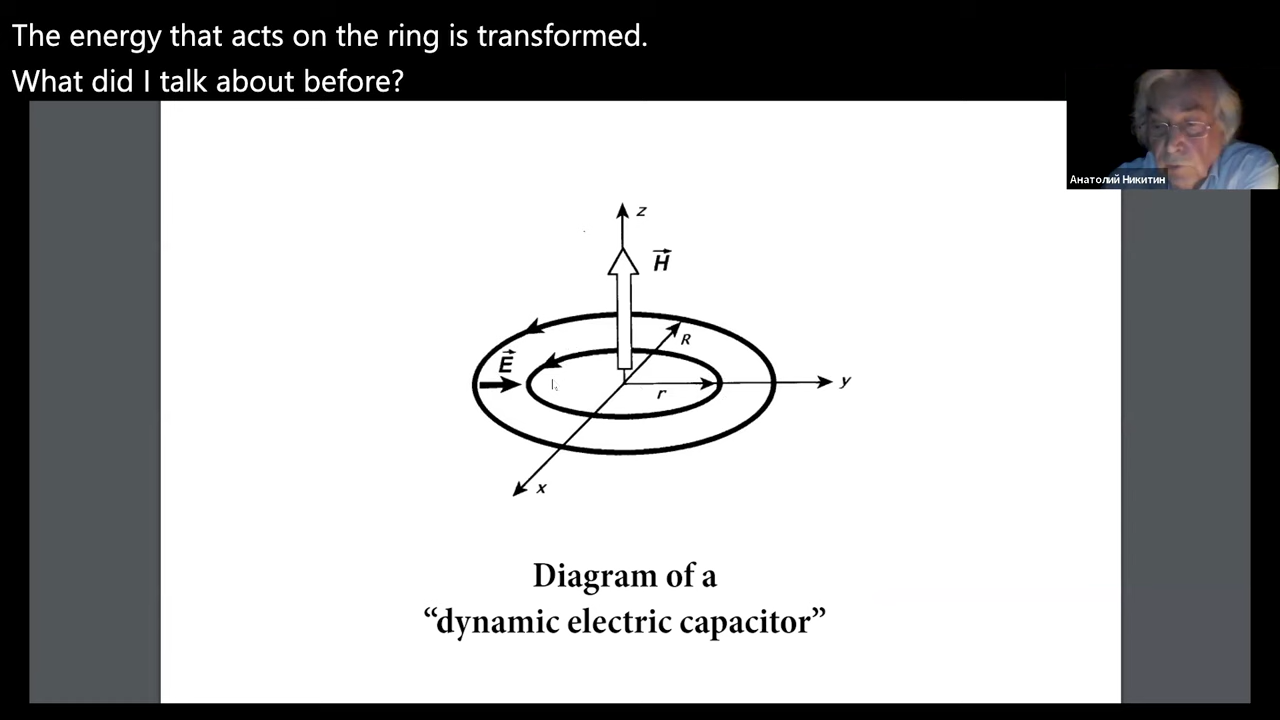 The energy that acts on the ring is transformed.
What did I talk about before?
Анатолий Никитин
z
H
R
E
y
r
x
Diagram of a
“dynamic electric capacitor”